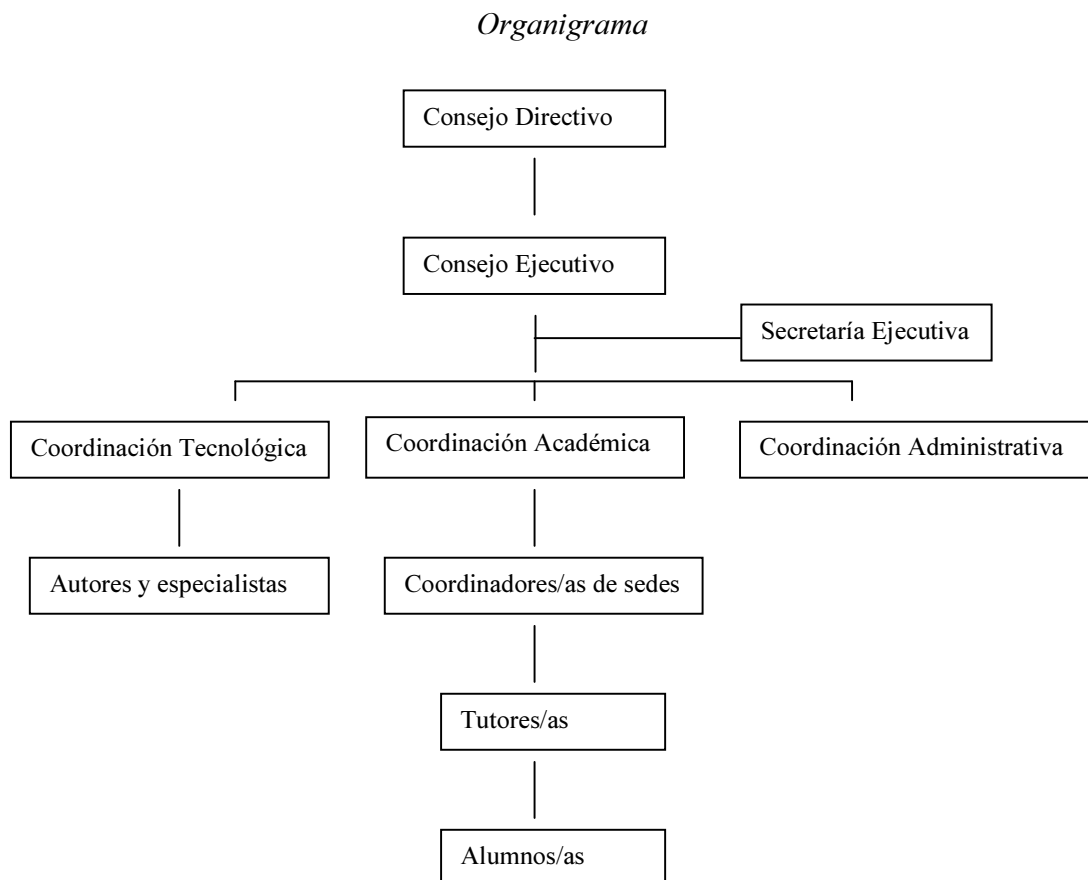 Organigrama
Consejo Directivo
Consejo Ejecutivo
Secretaría Ejecutiva
Coordinación Tecnológica
Coordinación Académica
Coordinación Administrativa
Autores y especialistas
Coordinadores/as de sedes
Tutores/as
Alumnos/as